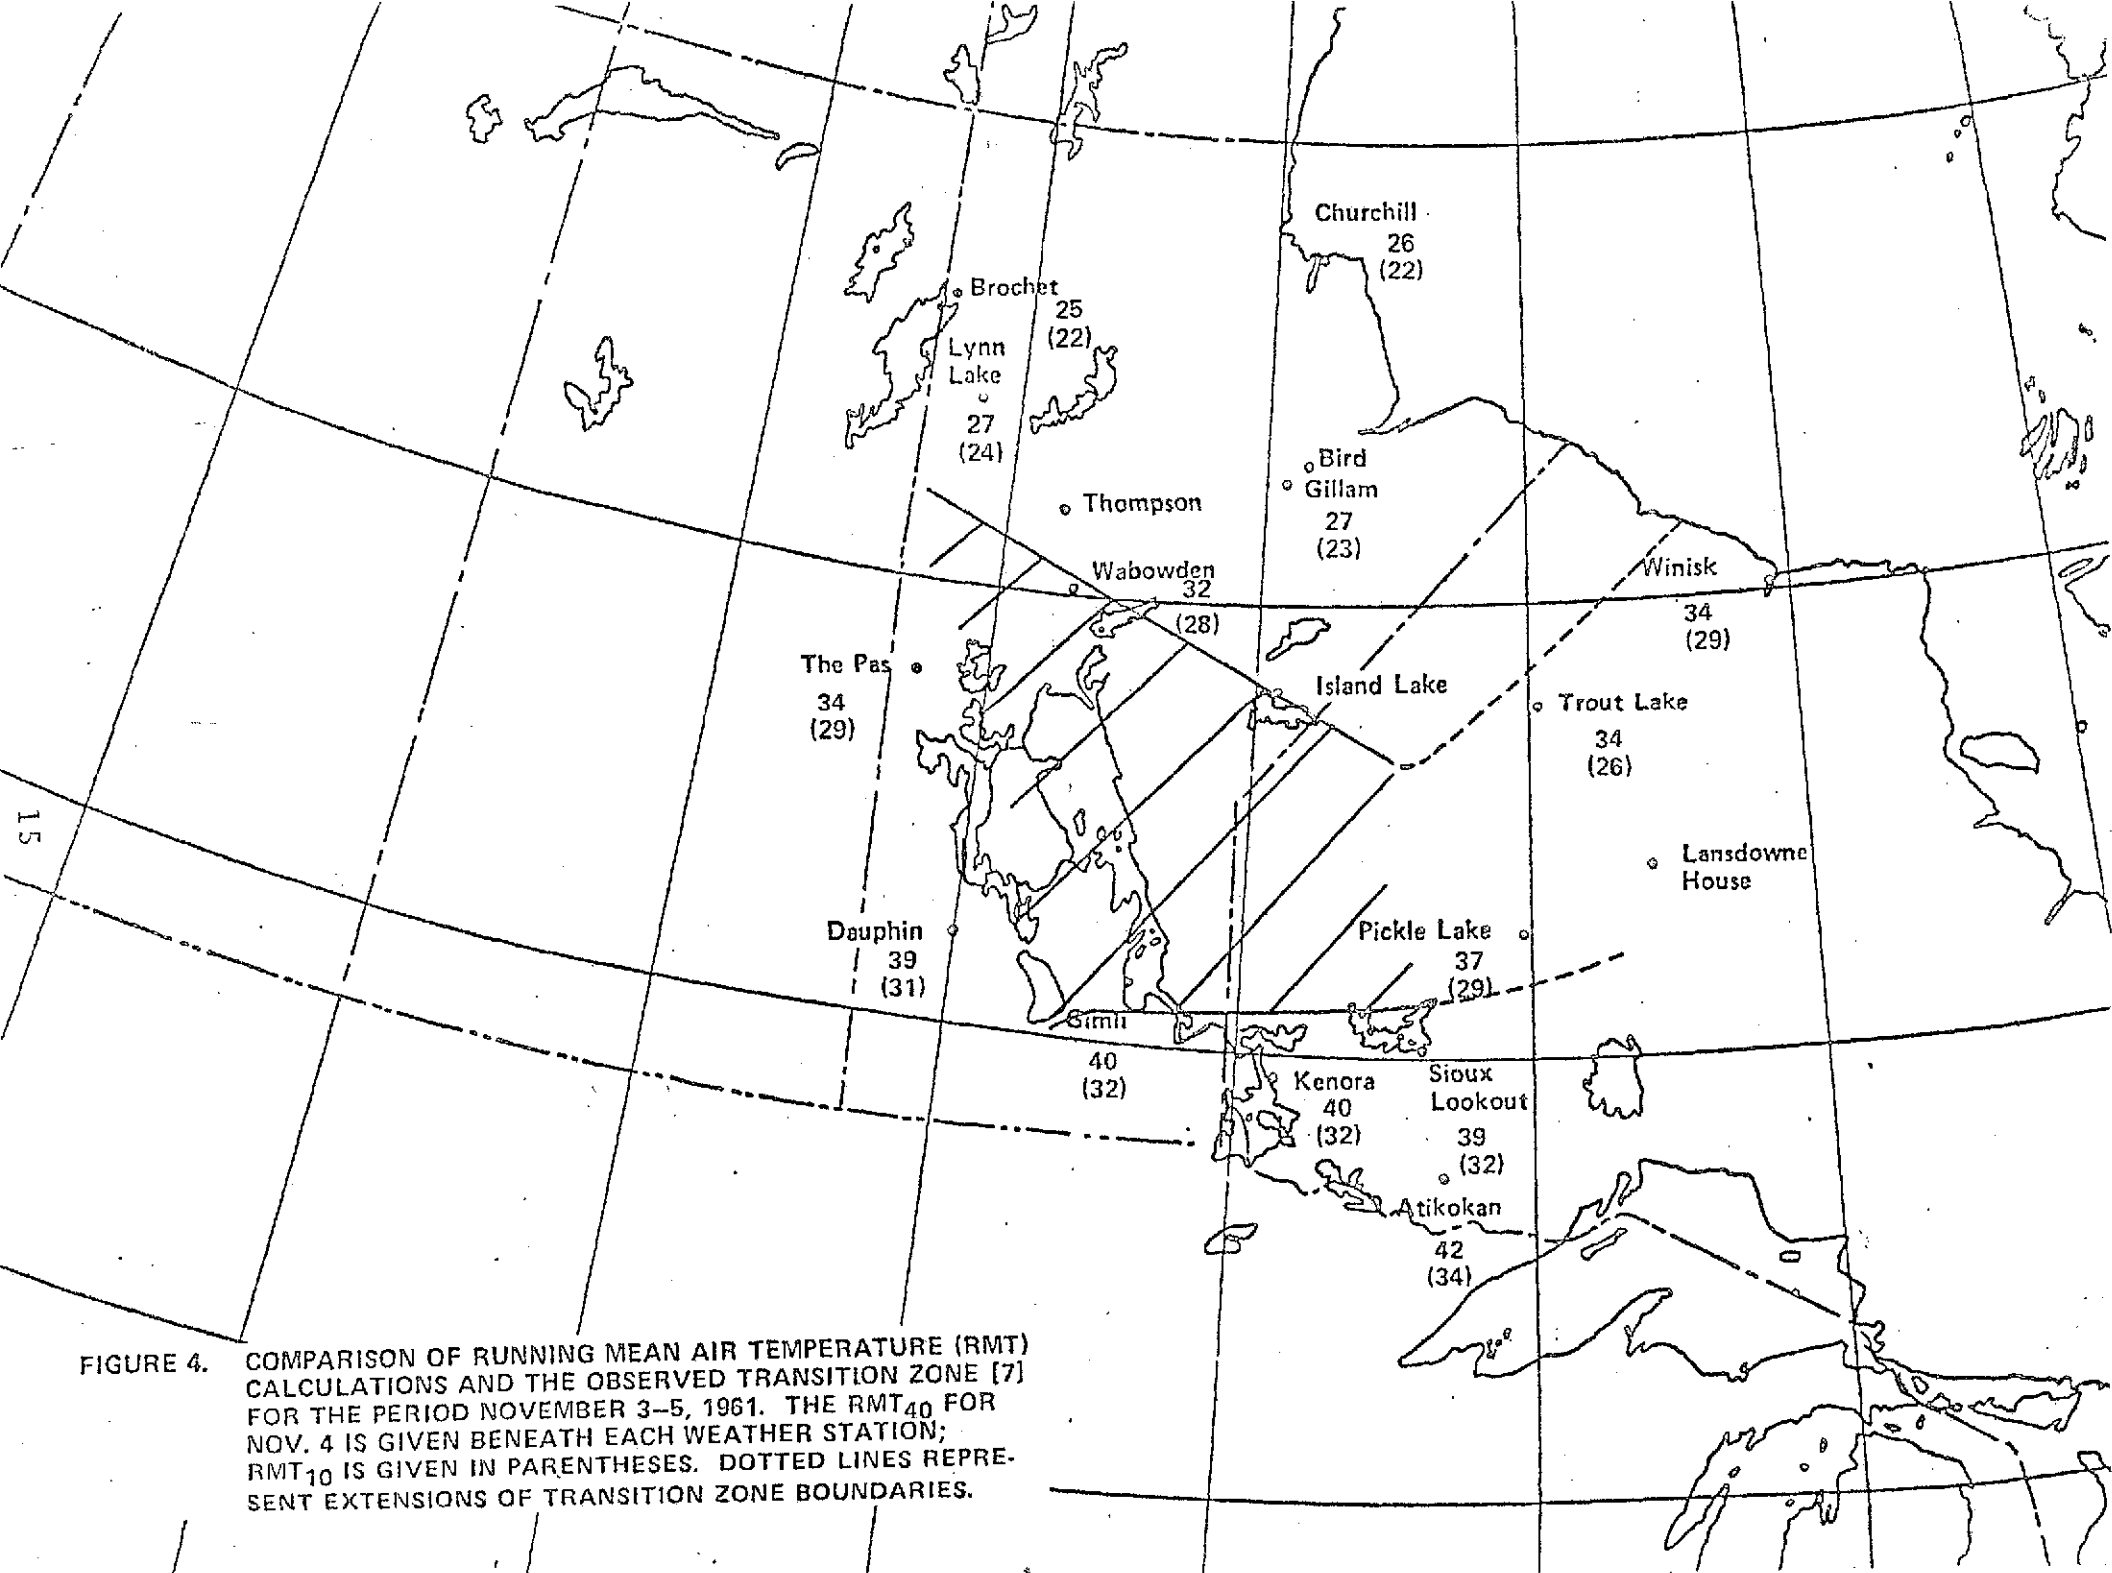 Churchill
26
(22)
Brochet
25
(22)
Lynn
Lake
27
(24)
Bird
Gillam
27
(23)
Thompson
Wabowden
32
(28)
Winisk
34
(29)
The Pas
34
(29)
Island Lake
Trout Lake
34
(26)
15
Lansdowne
House
Dauphin
39
(31)
Pickle Lake
37
(29)
Gimli
40
(32)
Kenora
40
(32)
Sioux
Lookout
39
(32)
Atikokan
42
(34)
FIGURE 4. COMPARISON OF RUNNING MEAN AIR TEMPERATURE (RMT)
CALCULATIONS AND THE OBSERVED TRANSITION ZONE [7]
FOR THE PERIOD NOVEMBER 3–5, 1961. THE RMT40 FOR
NOV. 4 IS GIVEN BENEATH EACH WEATHER STATION;
RMT10 IS GIVEN IN PARENTHESES. DOTTED LINES REPRE-
SENT EXTENSIONS OF TRANSITION ZONE BOUNDARIES.